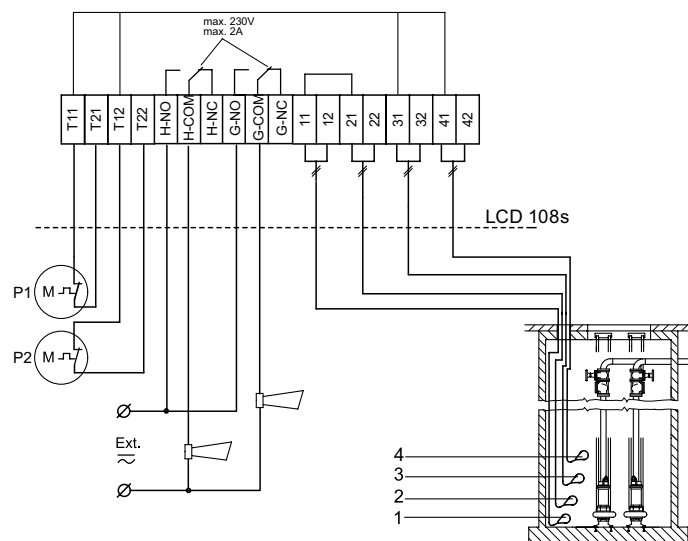 max. 230V
max. 2A
T11 T21 T12 T22 H-NO H-COM H-NC G-NO G-COM G-NC 11 12 21 22 31 32 41 42
LCD 108s
P1 M
P2 M
Ext.
4
3
2
1